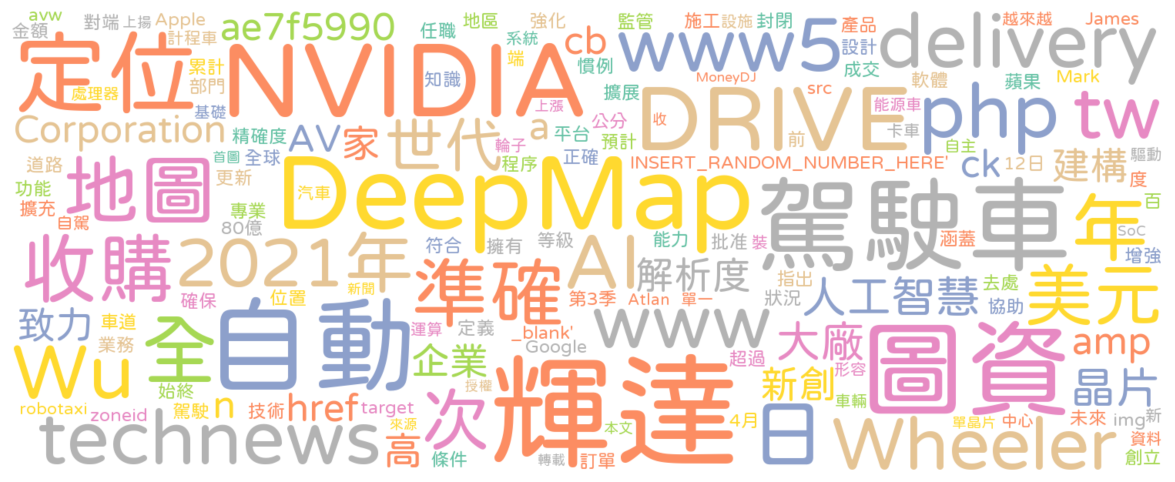 avw 上揚 Apple
金額 對端 計程車
ae7f5990
任職 地區 強化 監管 施工 設施 封閉 產品 越來越 James
定位 NVIDIA cb www5 delivery
累計 部門 處理器 知識 系統 端 慣例 設計 成交 軟體 蘋果 Mark
MoneyDJ src
基礎 上漲 擴展 DRIVE php tw
Corporation 精確度 AV 家 世代 a 平台 公分 預計 收 前 能源車 卡車 自主
道路 首圖 全球 輪子 程序 正確 INSERT_RANDOM_NUMBER_HERE' ck 12日 建構 驅動 度
功能 地圖 更新 汽車 DeepMap 駕駛車 年 百
擴充 自駕 專業 80億 SoC
收購 2021年 符合 擁有 等級 AI 能力 批准 裝 涵蓋 增強
新聞 準確 解析度 指出 人工智慧 去處 美元
確保 位置 第3季 Atlan 單一 狀況 協助
致力 車道 自動 運算 定義 _blank' www 大廠 圖資 amp
業務 全 企業 Google 超過 形容
Wu 始終 授權 輝達 新創 車輛 晶片
robotaxi zoneid 駕駛 n 技術 href target 次 日 Wheeler 未來 img 新
technews 來源 高 條件 本文 4月 單晶片 中心 資料
轉載 訂單 創立